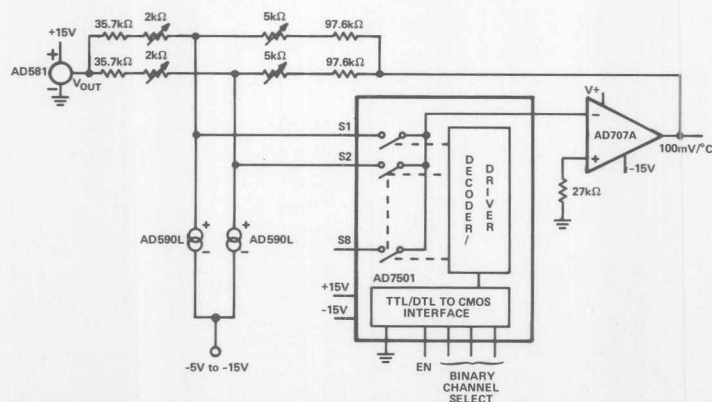 +15V
35.7kΩ
2kΩ
5kΩ
97.6kΩ
+
AD581
−
VOUT
35.7kΩ
2kΩ
5kΩ
97.6kΩ
S1
S2
S8
DECODER/
DRIVER
AD7501
V+
−
+
AD707A
−15V
100mV/°C
27kΩ
AD590L
+
−
+
−
AD590L
+15V
−15V
TTL/DTL TO CMOS
INTERFACE
−5V to −15V
EN
BINARY
CHANNEL
SELECT